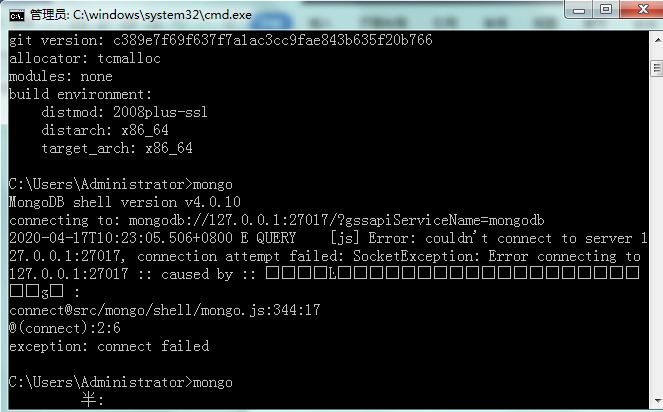 管理员: C:\windows\system32\cmd.exe
git version: c389e7f69f637f7a1ac3cc9fae843b635f20b766
allocator: tcmalloc
modules: none
build environment:
    distmod: 2008plus-ssl
    distarch: x86_64
    target_arch: x86_64

C:\Users\Administrator>mongo
MongoDB shell version v4.0.10
connecting to: mongodb://127.0.0.1:27017/?gssapiServiceName=mongodb
2020-04-17T10:23:05.506+0800 E QUERY    [js] Error: couldn't connect to server 1
27.0.0.1:27017, connection attempt failed: SocketException: Error connecting to
127.0.0.1:27017 :: caused by :: □□□□L□□□□□□□□□□□□□□□□□□□
□□g□ :
connect@src/mongo/shell/mongo.js:344:17
@(connect):2:6
exception: connect failed

C:\Users\Administrator>mongo
半: